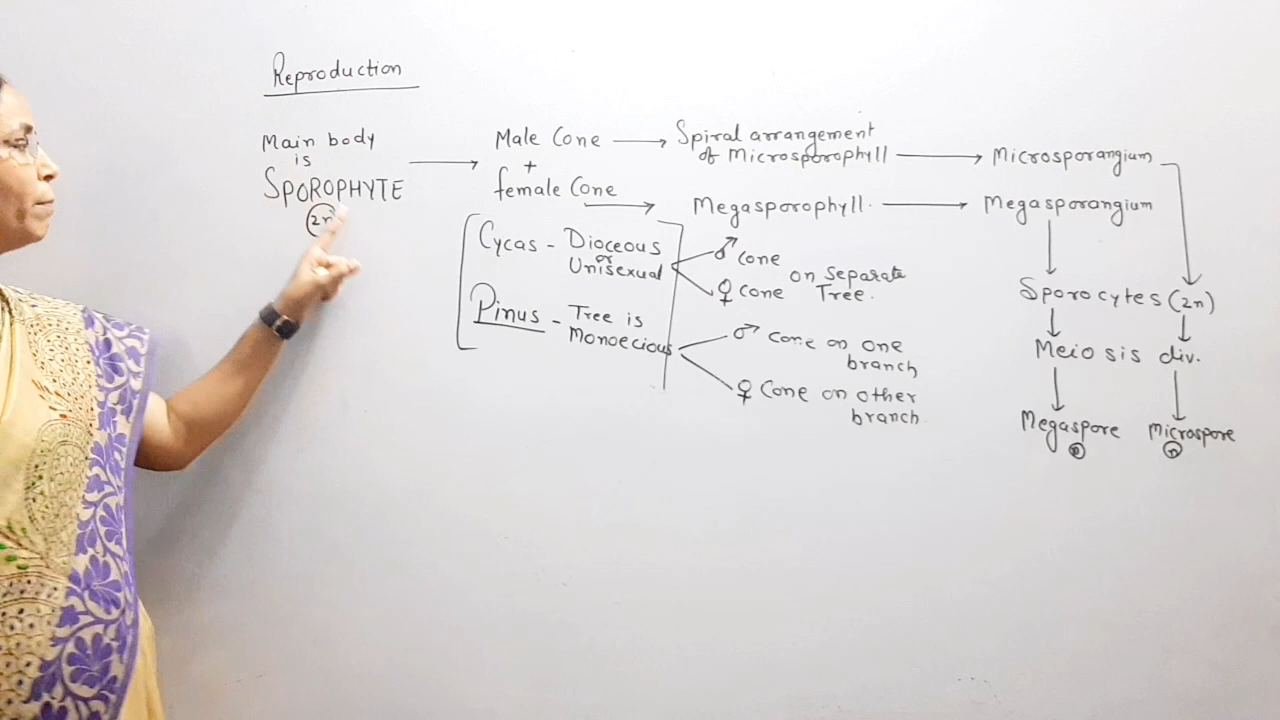 Reproduction
Main body
is
SPOROPHYTE
(2n)
Male Cone → Spiral arrangement
of Microsporophyll → Microsporangium
+
female Cone → Megasporophyll. → Megasporangium
Cycas - Dioceous
or
Unisexual
♂ Cone
on separate
♀ Cone Tree.
Pinus - Tree is
Monoecious
♂ Cone on one
branch
♀ Cone on other
branch.
Sporocytes (2n)
Meiosis div.
Megaspore Microspore
n n